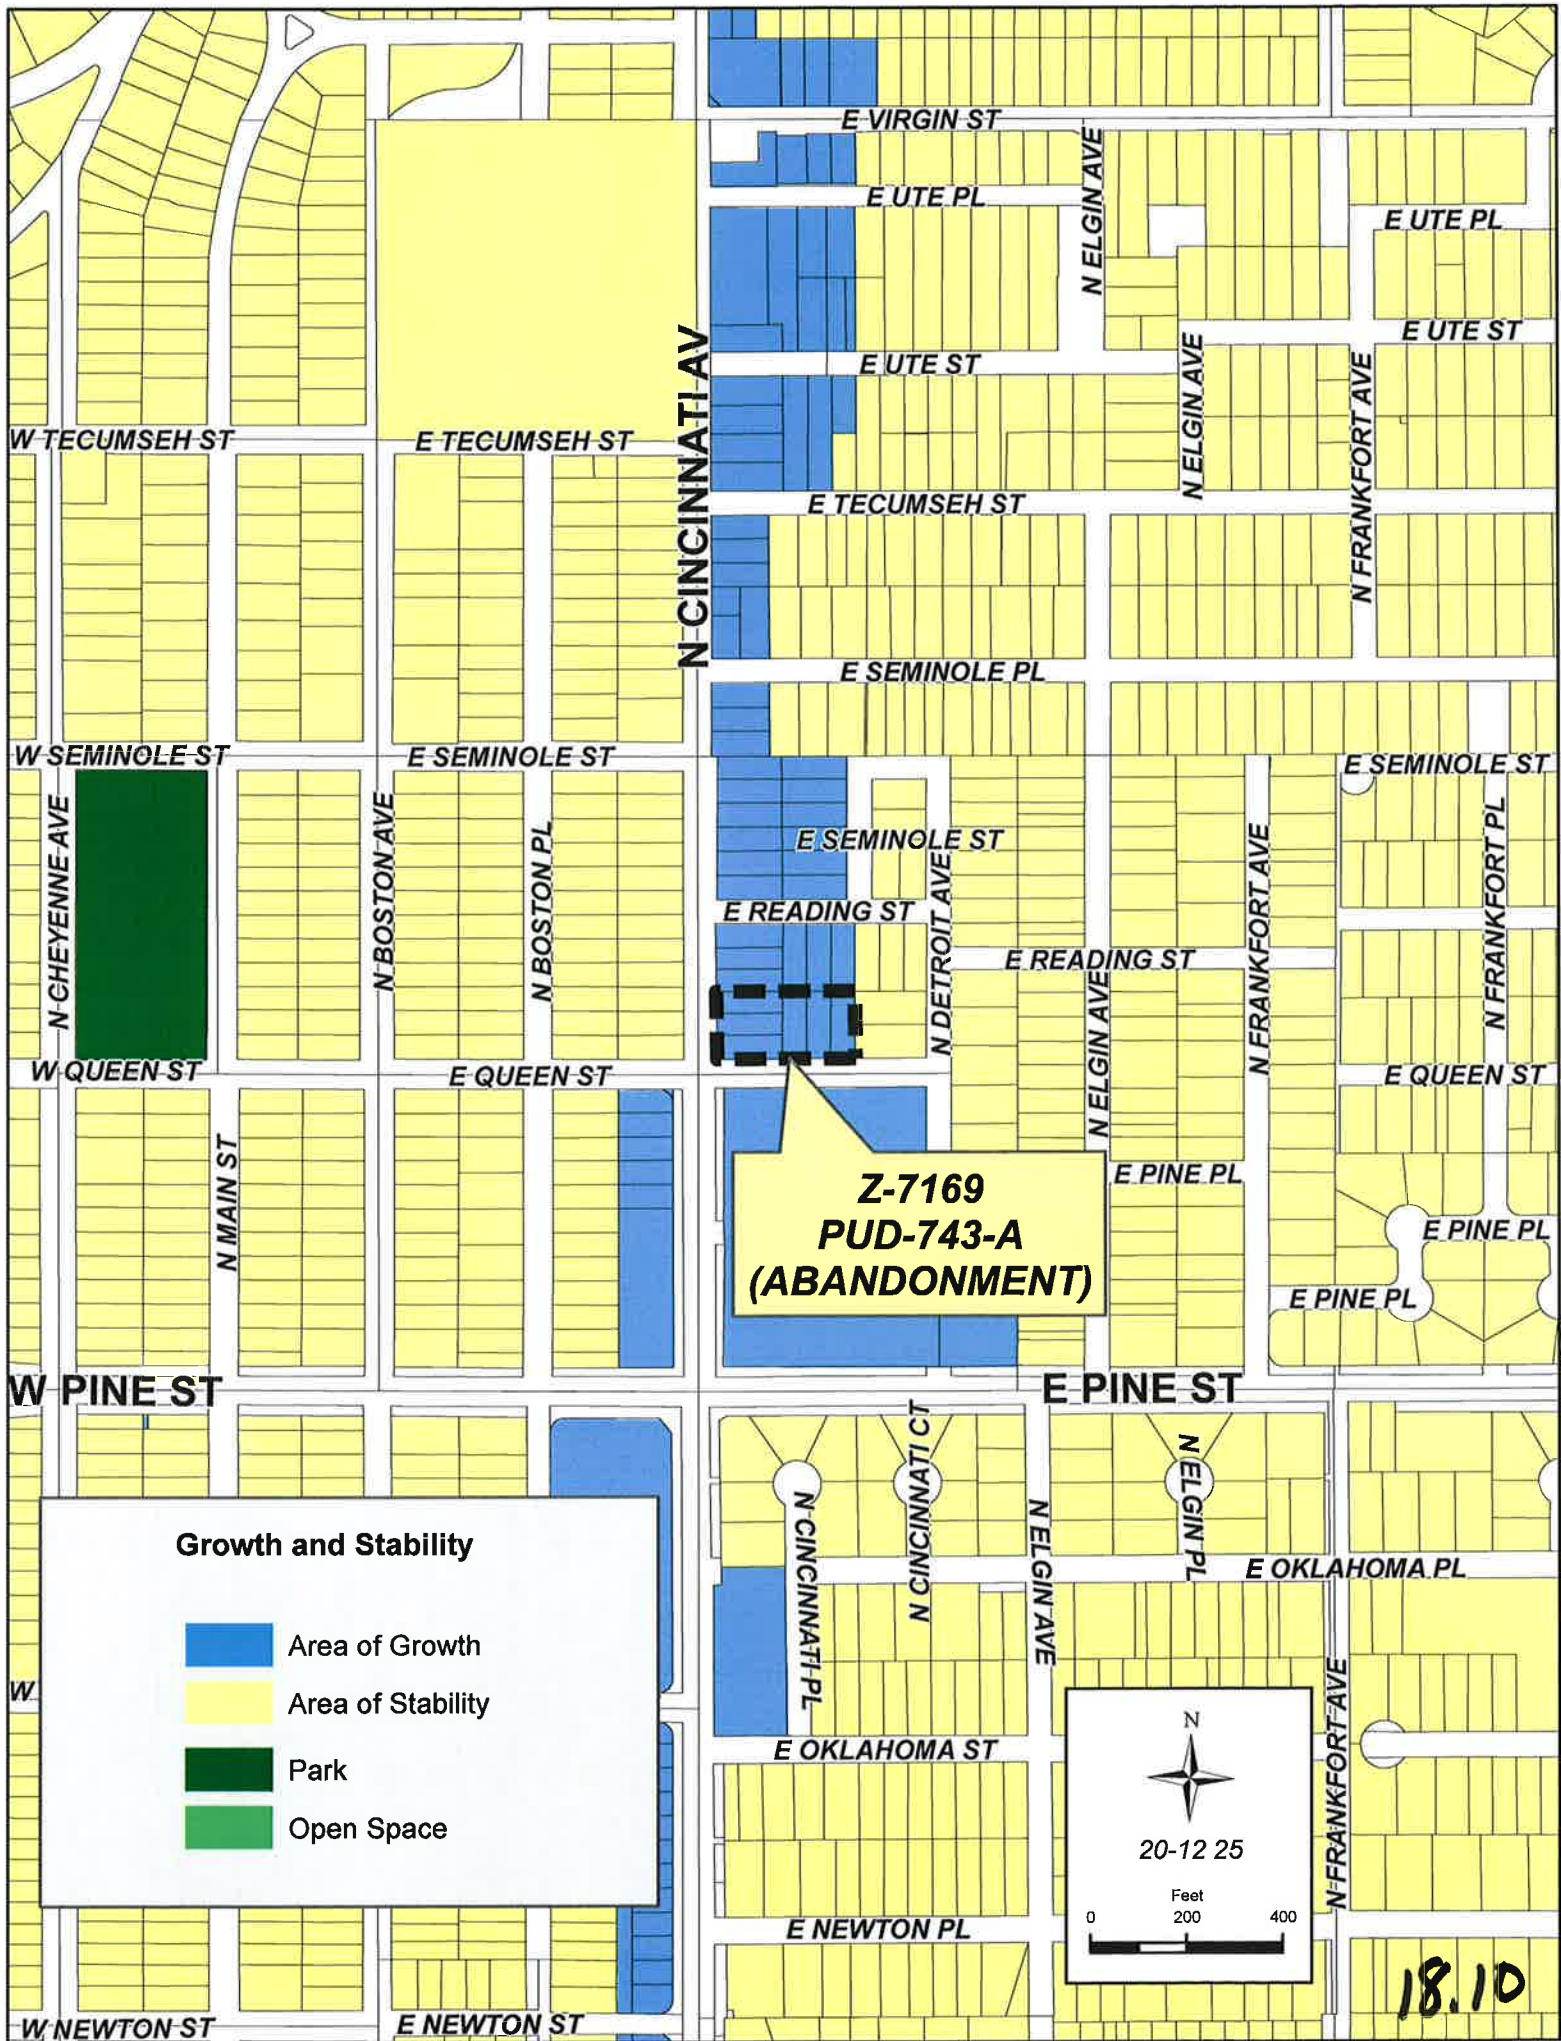 E VIRGIN ST
N ELGIN AVE
E UTE PL
E UTE PL
E UTE ST
E UTE ST
N CINCINNATI AV
N ELGIN AVE
N FRANKFORT AVE
W TECUMSEH ST
E TECUMSEH ST
E TECUMSEH ST
E SEMINOLE PL
W SEMINOLE ST
E SEMINOLE ST
E SEMINOLE ST
N CHEYENNE AVE
N BOSTON AVE
N BOSTON PL
E SEMINOLE ST
N DETROIT AVE
N FRANKFORT AVE
N FRANKFORT PL
E READING ST
E READING ST
N ELGIN AVE
W QUEEN ST
E QUEEN ST
E QUEEN ST
N MAIN ST
Z-7169
PUD-743-A
(ABANDONMENT)
E PINE PL
E PINE PL
E PINE PL
W PINE ST
E PINE ST
N CINCINNATI PL
N CINCINNATI CT
N ELGIN AVE
N ELGIN PL
E OKLAHOMA PL
Growth and Stability
Area of Growth
Area of Stability
Park
Open Space
W
E OKLAHOMA ST
N FRANKFORT AVE
N
20-12 25
Feet
0 200 400
E NEWTON PL
18.10
W NEWTON ST
E NEWTON ST